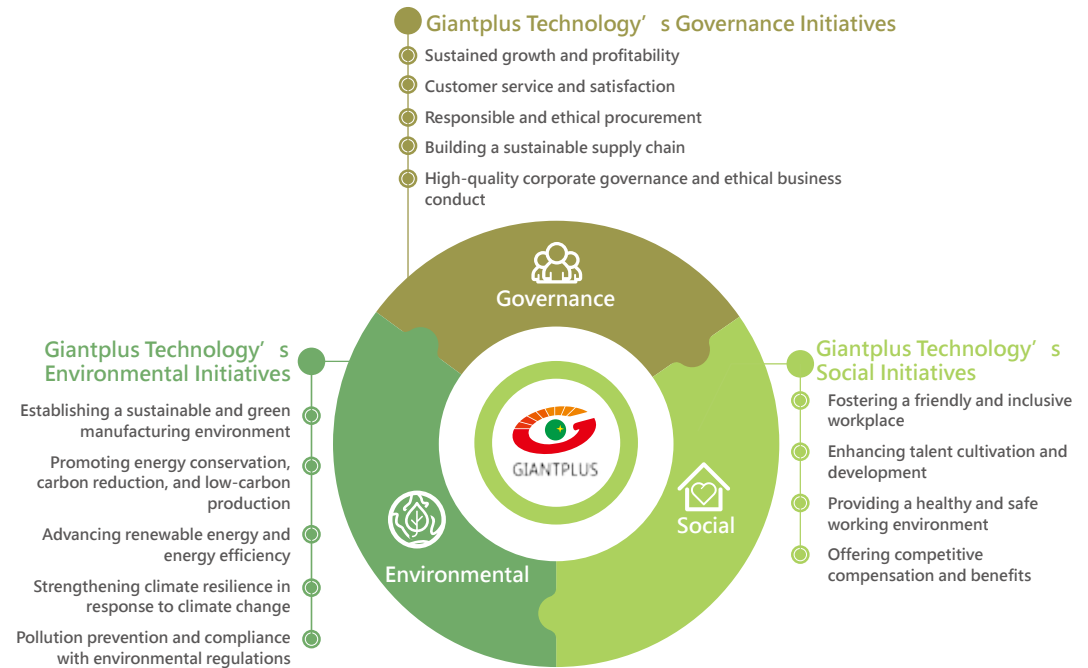 Giantplus Technology’ s Governance Initiatives
Sustained growth and profitability
Customer service and satisfaction
Responsible and ethical procurement
Building a sustainable supply chain
High-quality corporate governance and ethical business
conduct
Governance
Giantplus Technology’ s
Environmental Initiatives
Establishing a sustainable and green
manufacturing environment
Promoting energy conservation,
carbon reduction, and low-carbon
production
Advancing renewable energy and
energy efficiency
Strengthening climate resilience in
response to climate change
Pollution prevention and compliance
with environmental regulations
Environmental
GIANTPLUS
Social
Giantplus Technology’ s
Social Initiatives
Fostering a friendly and inclusive
workplace
Enhancing talent cultivation and
development
Providing a healthy and safe
working environment
Offering competitive
compensation and benefits